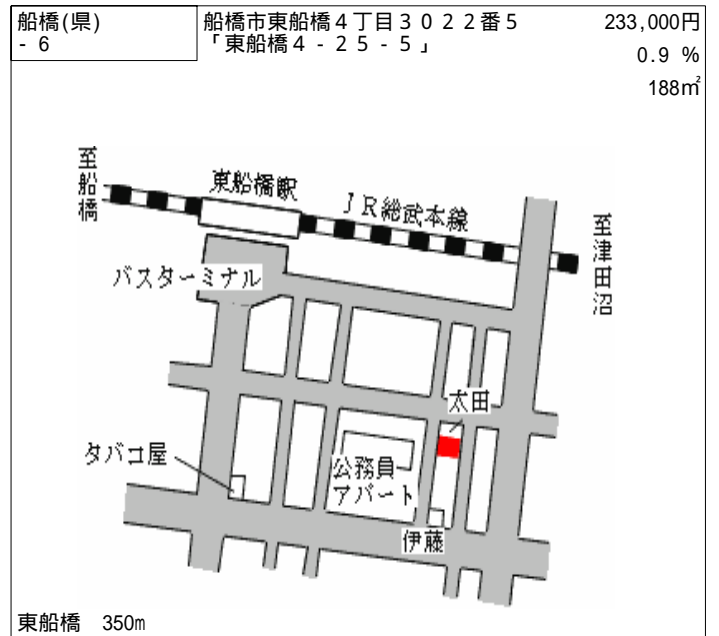 船橋(県)
- 6
船橋市東船橋４丁目３０２２番５
「東船橋４ - ２５ - ５」
233,000円
0.9 %
188㎡
至船橋
東船橋駅
ＪＲ総武本線
至津田沼
バスターミナル
太田
タバコ屋
公務員
アパート
伊藤
東船橋　350m